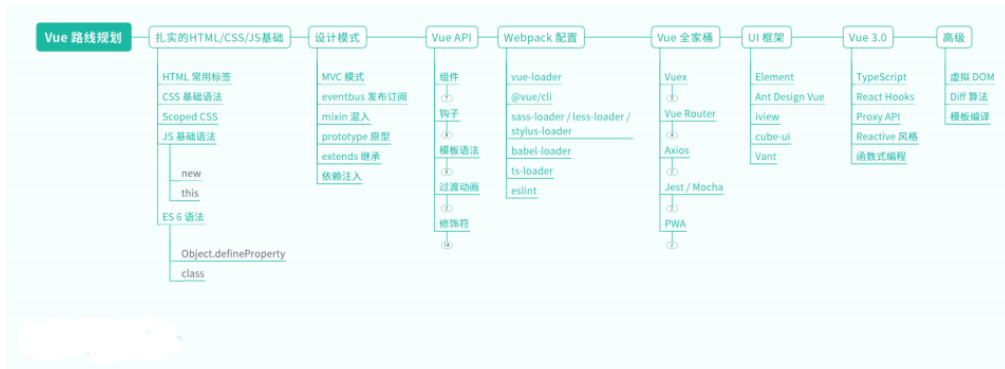 Vue 路线规划
扎实的HTML/CSS/JS基础
HTML 常用标签
CSS 基础语法
Scoped CSS
JS 基础语法
new
this
ES 6 语法
Object.defineProperty
class
设计模式
MVC 模式
eventbus 发布订阅
mixin 混入
prototype 原型
extends 继承
依赖注入
Vue API
组件
钩子
模板语法
过渡动画
修饰符
14
Webpack 配置
vue-loader
@vue/cli
sass-loader / less-loader /
stylus-loader
babel-loader
ts-loader
eslint
Vue 全家桶
Vuex
Vue Router
Axios
Jest / Mocha
PWA
UI 框架
Element
Ant Design Vue
iview
cube-ui
Vant
Vue 3.0
TypeScript
React Hooks
Proxy API
Reactive 风格
函数式编程
高级
虚拟 DOM
Diff 算法
模板编译